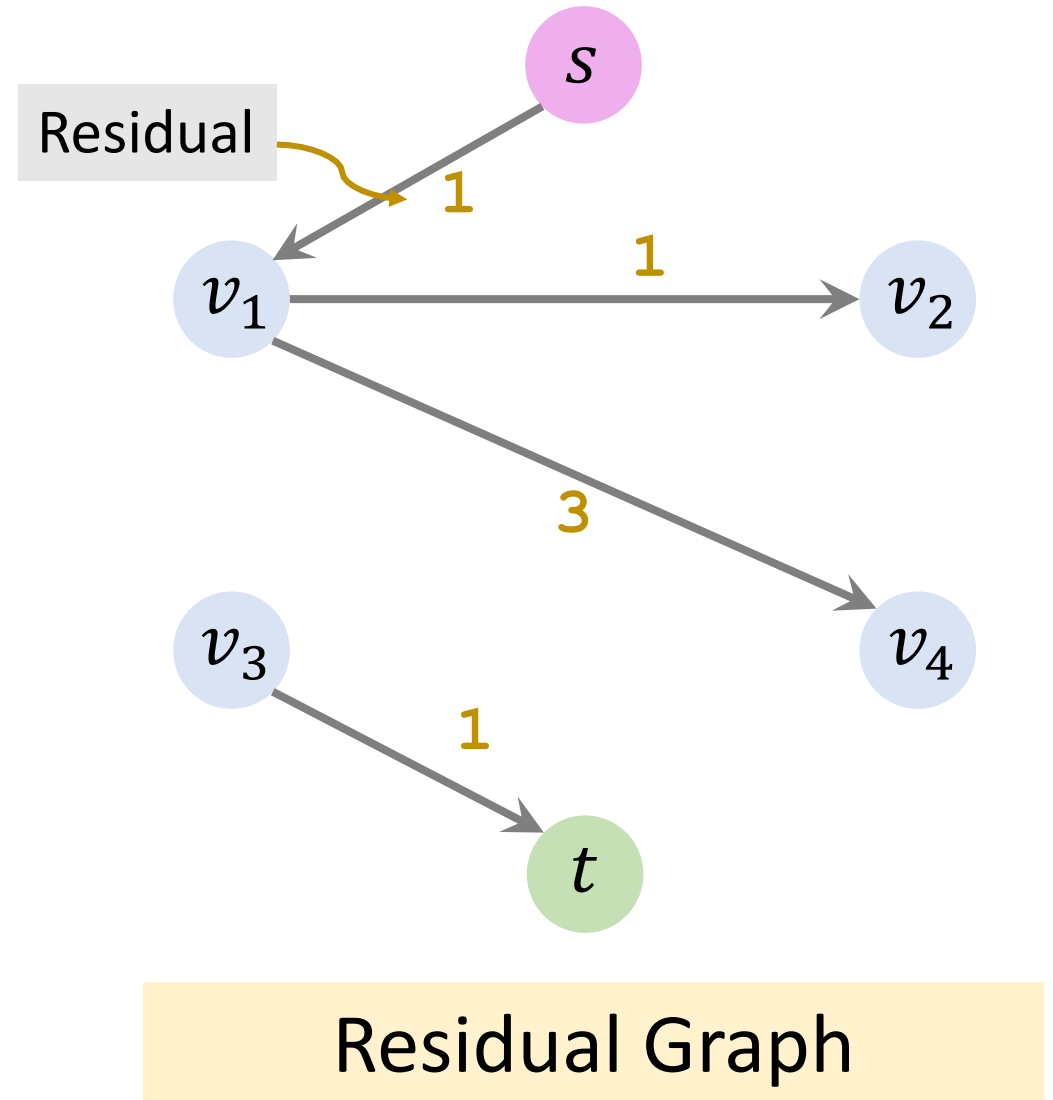 s
Residual
1
1
v₁
v₂
3
v₃
v₄
1
t
Residual Graph